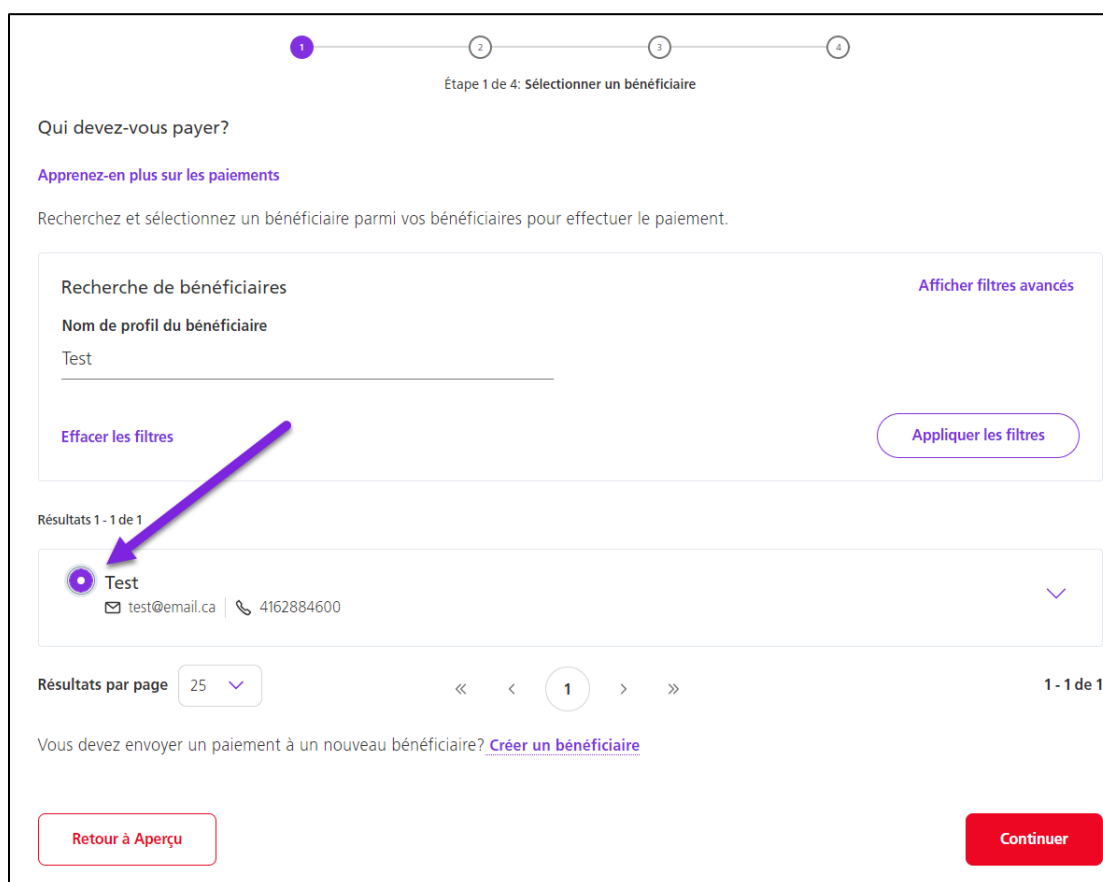 1 2 3 4
Étape 1 de 4: Sélectionner un bénéficiaire
Qui devez-vous payer?
Apprenez-en plus sur les paiements
Recherchez et sélectionnez un bénéficiaire parmi vos bénéficiaires pour effectuer le paiement.
Recherche de bénéficiaires Afficher filtres avancés
Nom de profil du bénéficiaire
Test
Effacer les filtres Appliquer les filtres
Résultats 1 - 1 de 1
Test
test@email.ca 4162884600
Résultats par page 25 « < 1 > » 1 - 1 de 1
Vous devez envoyer un paiement à un nouveau bénéficiaire? Créer un bénéficiaire
Retour à Aperçu Continuer